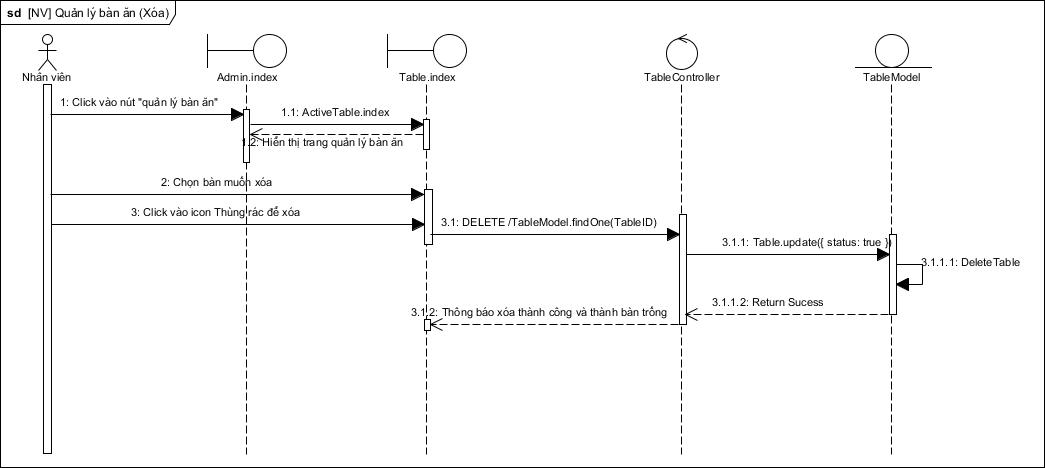 sd [NV] Quản lý bàn ăn (Xóa)
Nhân viên
Admin.index
Table.index
TableController
TableModel
1: Click vào nút "quản lý bàn ăn"
1.1: ActiveTable.index
1.2: Hiển thị trang quản lý bàn ăn
2: Chọn bàn muốn xóa
3: Click vào icon Thùng rác để xóa
3.1: DELETE /TableModel.findOne(TableID)
3.1.1: Table.update({ status: true })
3.1.1.1: DeleteTable
3.1.1.2: Return Sucess
3.1.2: Thông báo xóa thành công và thành bàn trống